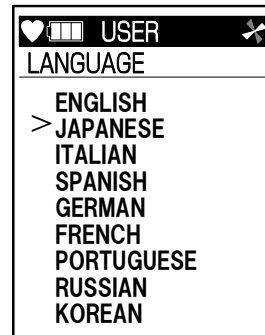 USER
LANGUAGE
ENGLISH
>JAPANESE
ITALIAN
SPANISH
GERMAN
FRENCH
PORTUGUESE
RUSSIAN
KOREAN